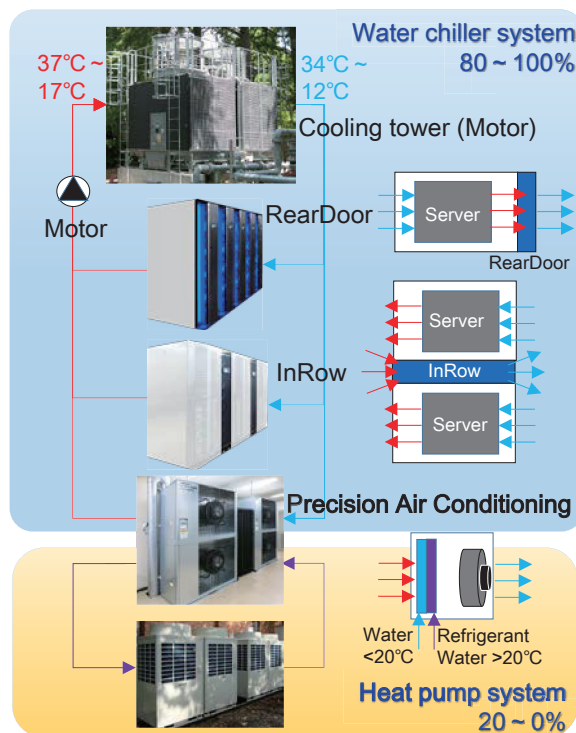 Water chiller system
80 ~ 100%
37℃ ~
17℃
34℃ ~
12℃
Cooling tower (Motor)
Motor
RearDoor
Server
RearDoor
InRow
Server
InRow
Server
Precision Air Conditioning
Water
<20℃
Refrigerant
Water >20℃
Heat pump system
20 ~ 0%